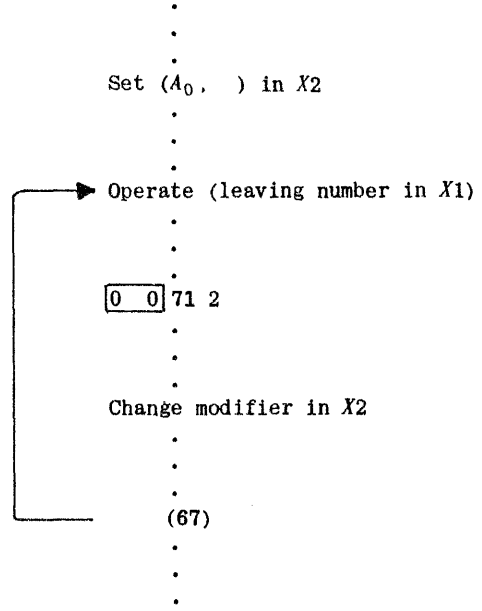 Set (A₀, ) in X2
Operate (leaving number in X1)
0 0 71 2
Change modifier in X2
(67)